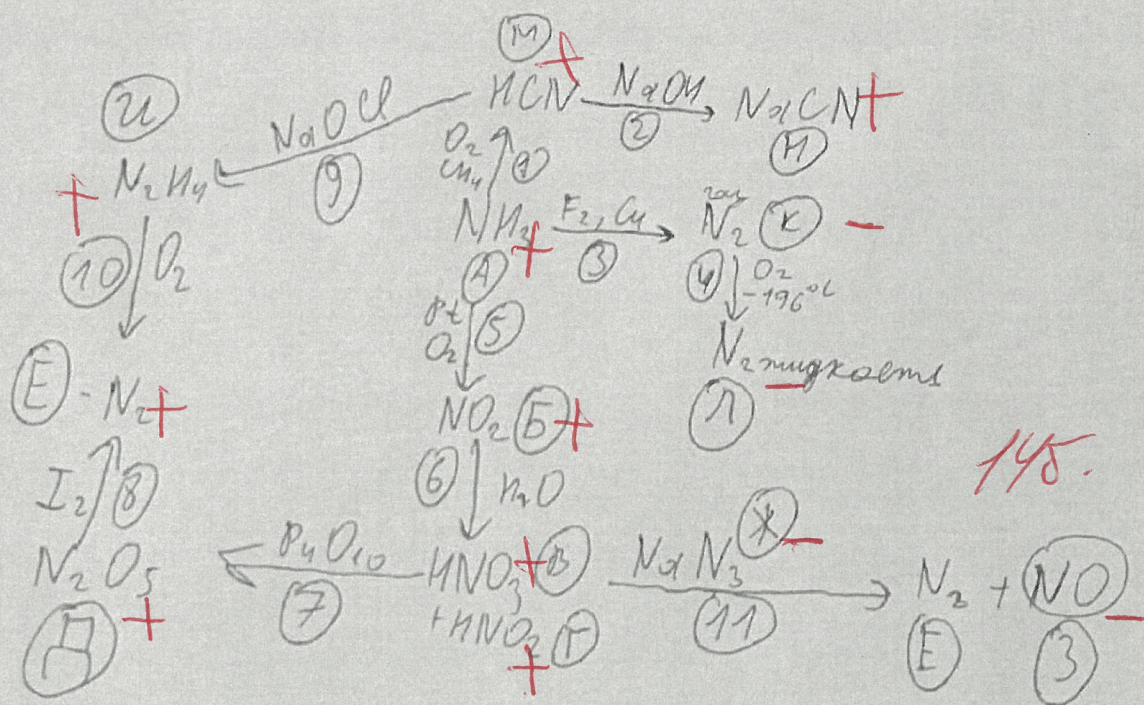 М +
HCN NaOH NaCN +
2 Н
И
NaOCl
9
O2
CH4 1
+ N2H4
NH3 + F2, Cu N2 К −
А 3
10 O2
4 O2
-196°C
Pt
O2 5
N2 жидкость
Л
Е - N2 +
NO2 Б +
6 H2O
I2 8
145.
N2O5
Д +
P4O10
7
HNO3 + В
+HNO2 Г
+
NaN3 Ж −
11
N2 + NO −
Е З